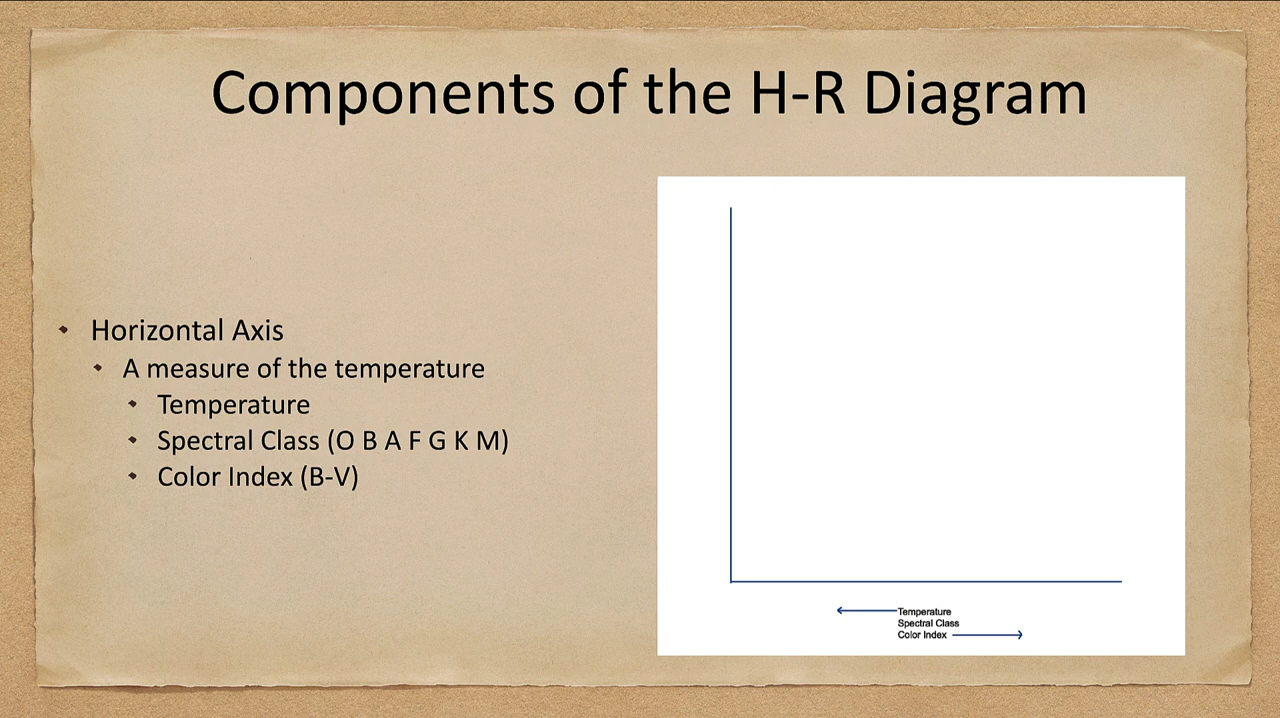 Components of the H-R Diagram
Horizontal Axis
A measure of the temperature
Temperature
Spectral Class (O B A F G K M)
Color Index (B-V)
Temperature
Spectral Class
Color Index